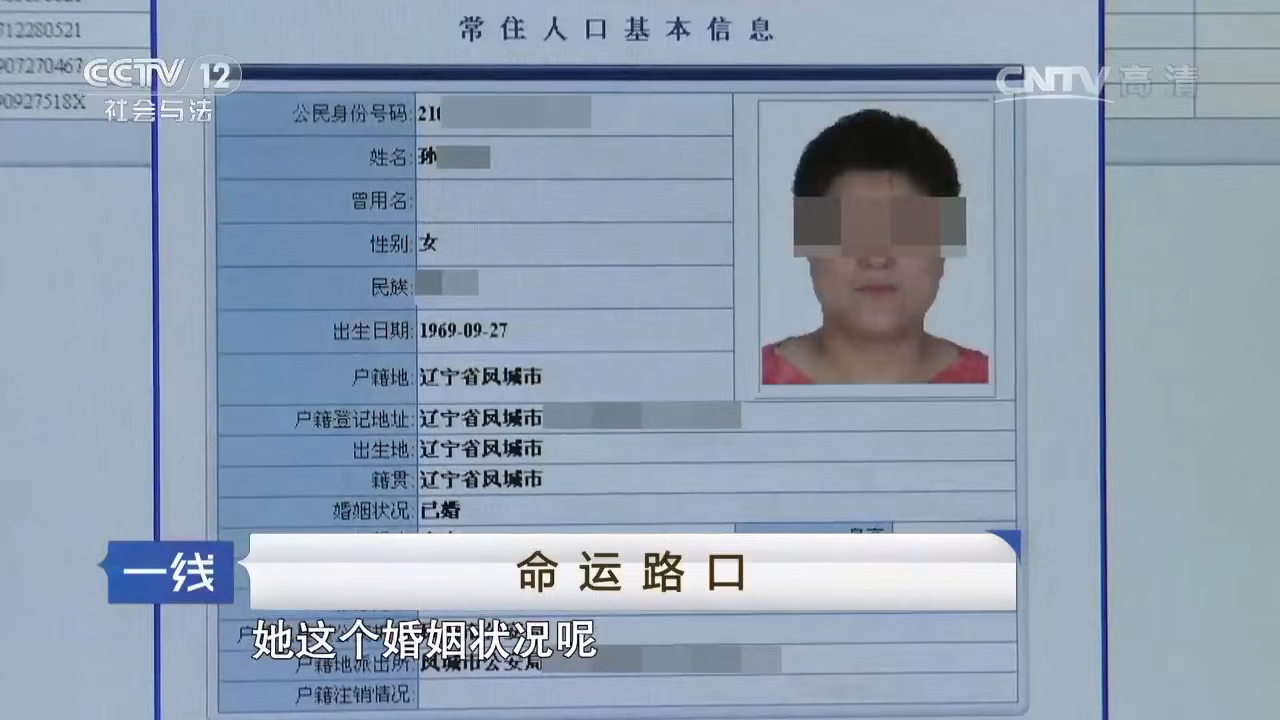 常住人口基本信息
712280521
907270467
90927518X
CCTV 12
社会与法
CNTV高清
公民身份号码: 210
姓名: 孙
曾用名:
性别: 女
民族:
出生日期: 1969-09-27
户籍地: 辽宁省凤城市
户籍登记地址: 辽宁省凤城市
出生地: 辽宁省凤城市
籍贯: 辽宁省凤城市
婚姻状况: 已婚
一线
命运路口
她这个婚姻状况呢
户籍地派出所: 凤城市公安局
户籍注销情况: